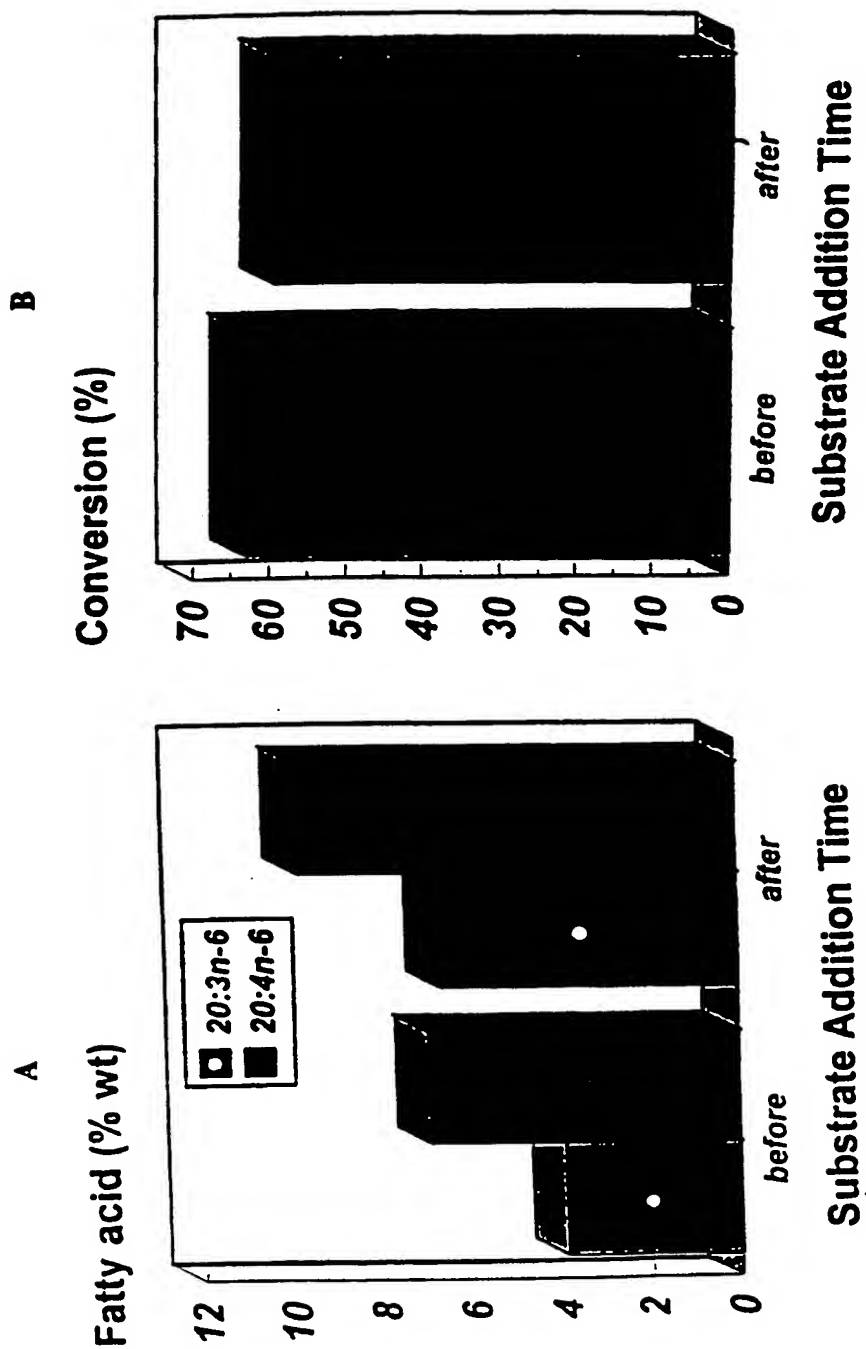 A
Fatty acid (% wt)
12
10
8
6
4
2
0
20:3n-6
20:4n-6
before
after
Substrate Addition Time
B
Conversion (%)
70
60
50
40
30
20
10
0
before
after
Substrate Addition Time